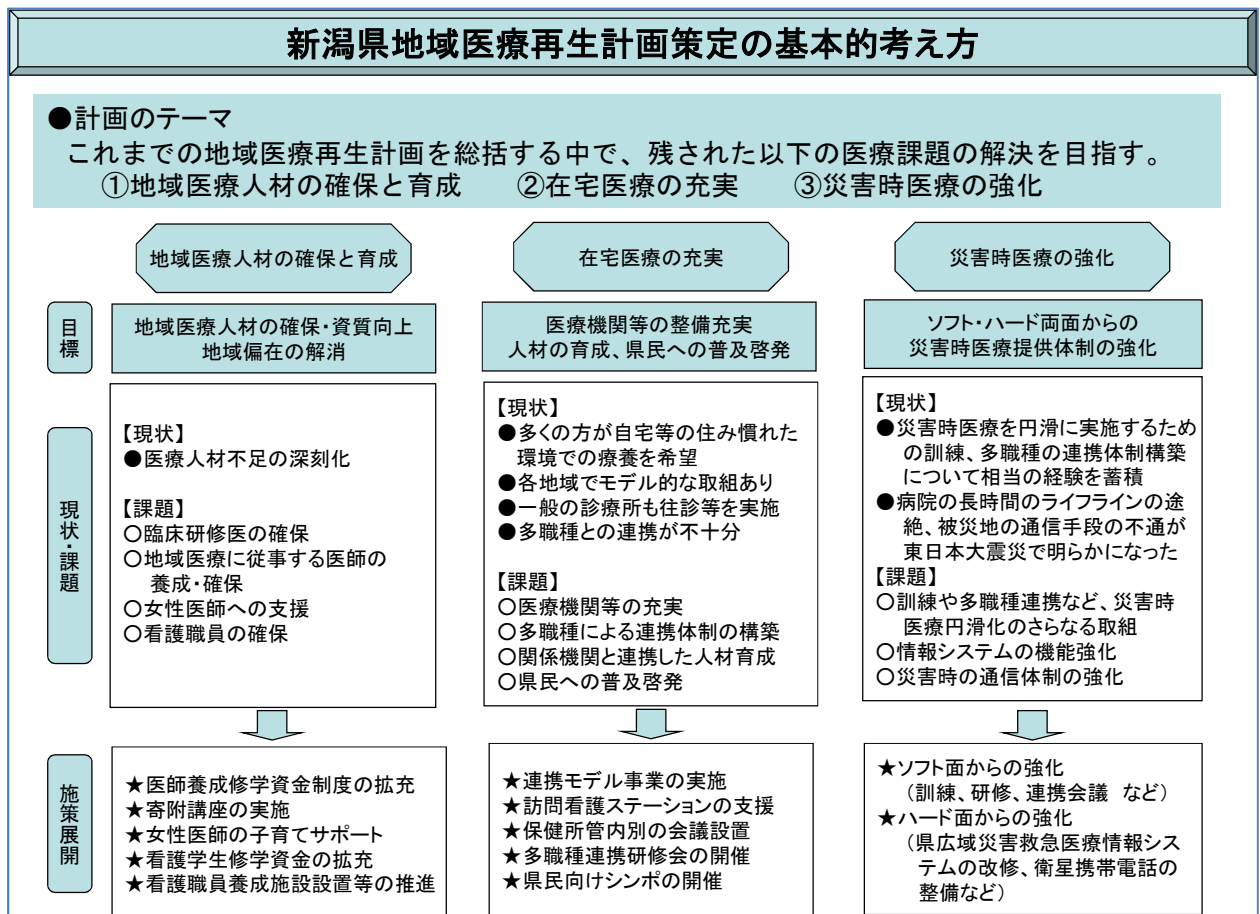 新潟県地域医療再生計画策定の基本的考え方
●計画のテーマ
これまでの地域医療再生計画を総括する中で、残された以下の医療課題の解決を目指す。
①地域医療人材の確保と育成　②在宅医療の充実　③災害時医療の強化
地域医療人材の確保と育成
在宅医療の充実
災害時医療の強化
目標
地域医療人材の確保・資質向上
地域偏在の解消
医療機関等の整備充実
人材の育成、県民への普及啓発
ソフト・ハード両面からの
災害時医療提供体制の強化
現状・課題
【現状】
●医療人材不足の深刻化
【課題】
○臨床研修医の確保
○地域医療に従事する医師の
養成・確保
○女性医師への支援
○看護職員の確保
【現状】
●多くの方が自宅等の住み慣れた
環境での療養を希望
●各地域でモデル的な取組あり
●一般の診療所も往診等を実施
●多職種との連携が不十分
【課題】
○医療機関等の充実
○多職種による連携体制の構築
○関係機関と連携した人材育成
○県民への普及啓発
【現状】
●災害時医療を円滑に実施するため
の訓練、多職種の連携体制構築
について相当の経験を蓄積
●病院の長時間のライフラインの途
絶、被災地の通信手段の不通が
東日本大震災で明らかになった
【課題】
○訓練や多職種連携など、災害時
医療円滑化のさらなる取組
○情報システムの機能強化
○災害時の通信体制の強化
施策展開
★医師養成修学資金制度の拡充
★寄附講座の実施
★女性医師の子育てサポート
★看護学生修学資金の拡充
★看護職員養成施設設置等の推進
★連携モデル事業の実施
★訪問看護ステーションの支援
★保健所管内別の会議設置
★多職種連携研修会の開催
★県民向けシンポの開催
★ソフト面からの強化
（訓練、研修、連携会議　など）
★ハード面からの強化
（県広域災害救急医療情報シス
テムの改修、衛星携帯電話の
整備など）